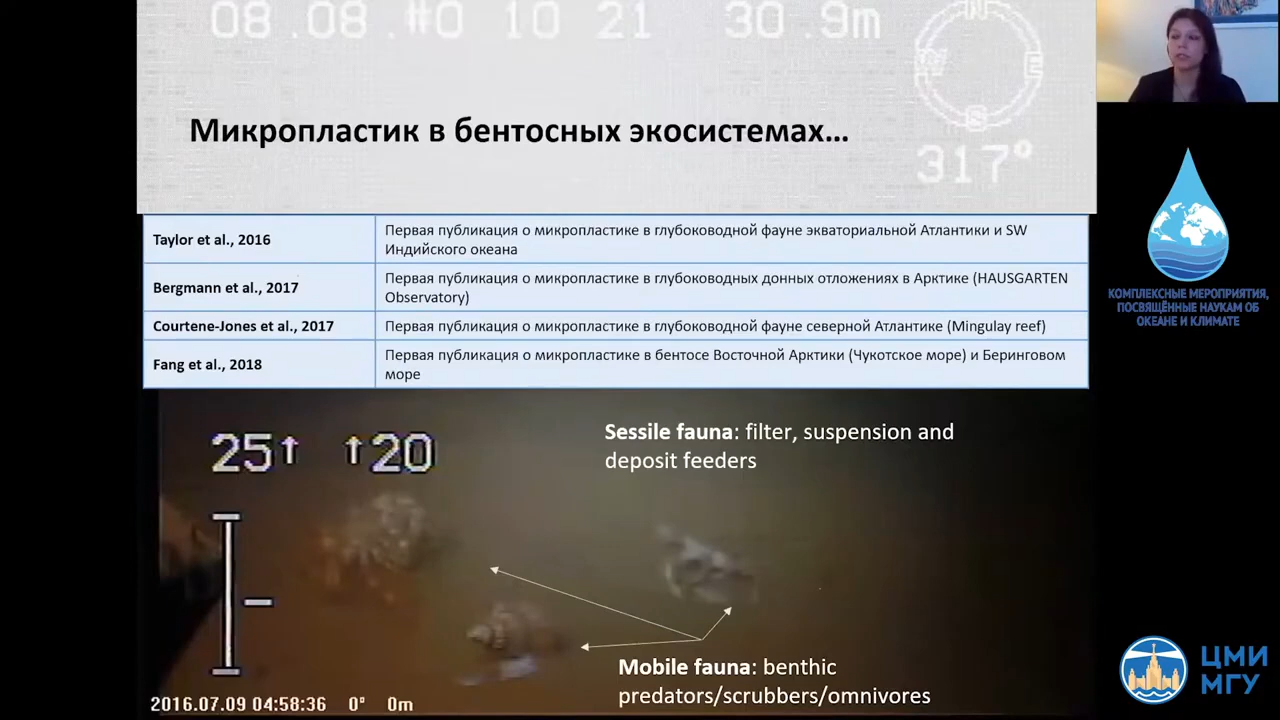 08.08.#0 10 21 30.9m
N
W E
S
317°
Микропластик в бентосных экосистемах…
Taylor et al., 2016
Первая публикация о микропластике в глубоководной фауне экваториальной Атлантики и SW
Индийского океана
Bergmann et al., 2017
Первая публикация о микропластике в глубоководных донных отложениях в Арктике (HAUSGARTEN
Observatory)
Courtene-Jones et al., 2017
Первая публикация о микропластике в глубоководной фауне северной Атлантике (Mingulay reef)
Fang et al., 2018
Первая публикация о микропластике в бентосе Восточной Арктики (Чукотское море) и Беринговом
море
25↑ ↑20
Sessile fauna: filter, suspension and
deposit feeders
Mobile fauna: benthic
predators/scrubbers/omnivores
2016.07.09 04:58:36 0° 0m
КОМПЛЕКСНЫЕ МЕРОПРИЯТИЯ,
ПОСВЯЩЁННЫЕ НАУКАМ ОБ
ОКЕАНЕ И КЛИМАТЕ
ЦМИ
МГУ